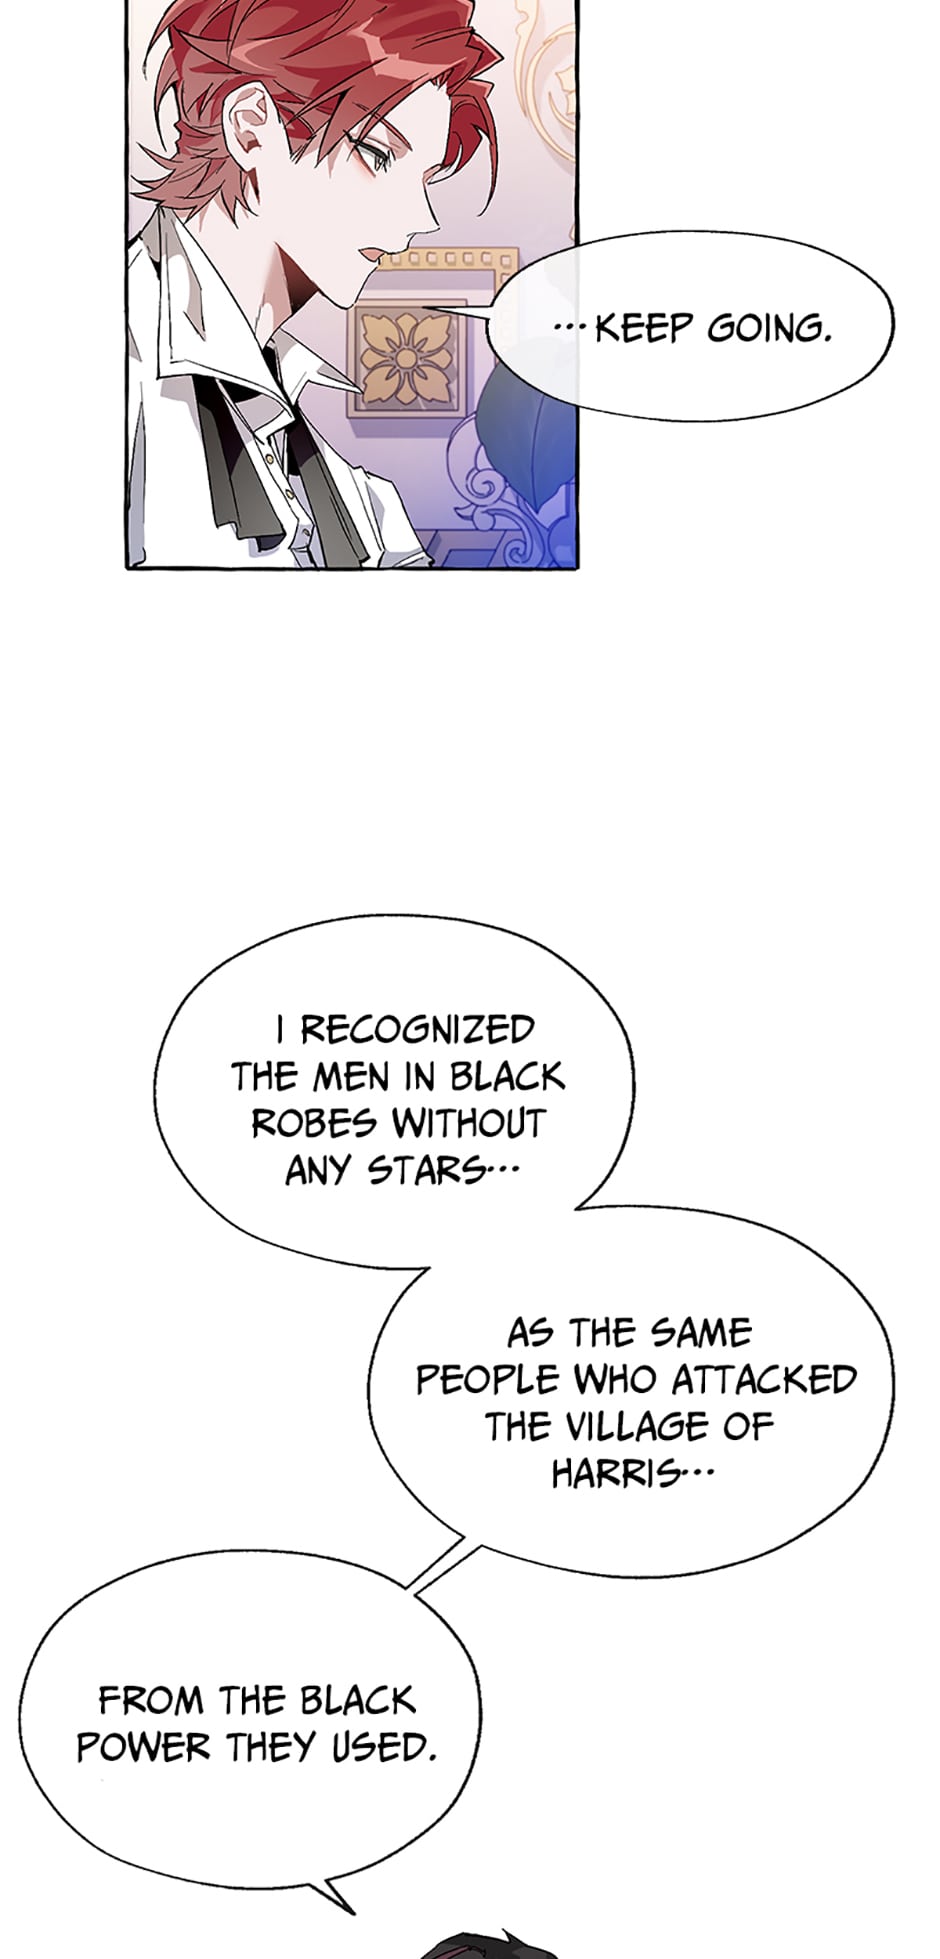 ...KEEP GOING.
I RECOGNIZED
THE MEN IN BLACK
ROBES WITHOUT
ANY STARS...
AS THE SAME
PEOPLE WHO ATTACKED
THE VILLAGE OF
HARRIS...
FROM THE BLACK
POWER THEY USED.